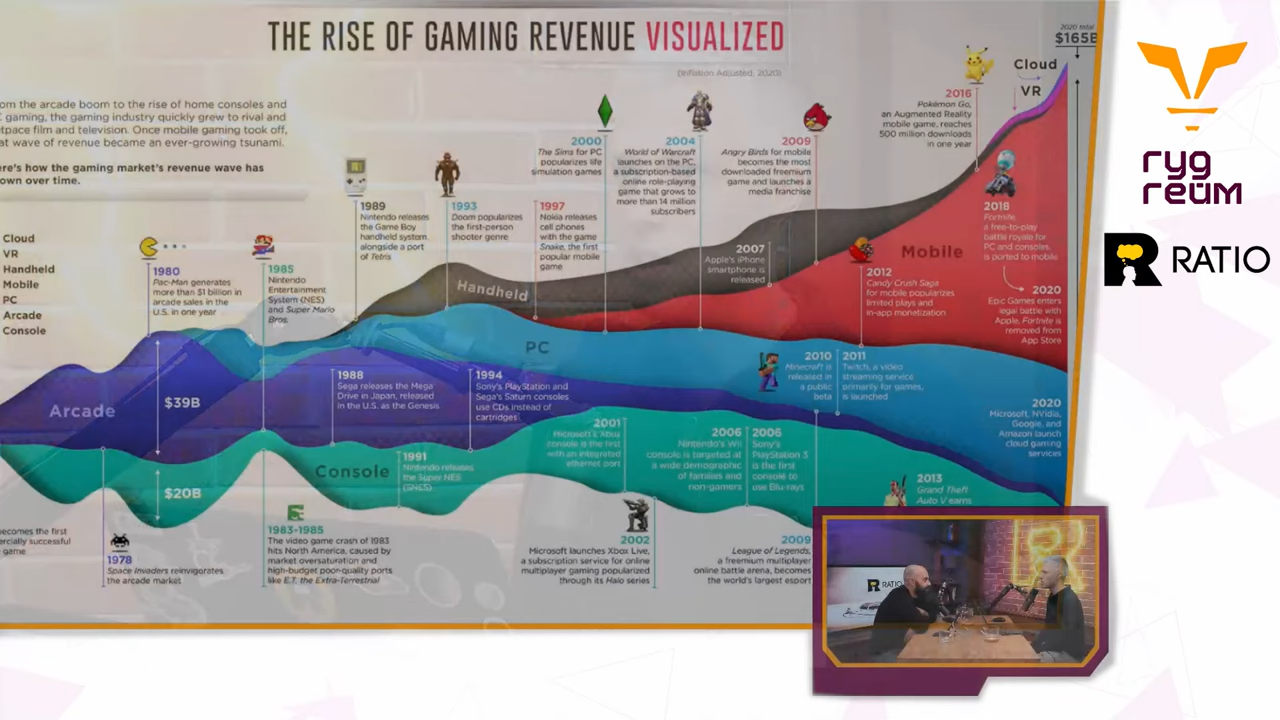 THE RISE OF GAMING REVENUE VISUALIZED
(Inflation Adjusted, 2020)
2020 total
$165B
om the arcade boom to the rise of home consoles and
gaming, the gaming industry quickly grew to rival and
tpace film and television. Once mobile gaming took off,
at wave of revenue became an ever-growing tsunami.
ere's how the gaming market's revenue wave has
own over time.
Cloud
VR
Handheld
Mobile
PC
Arcade
Console
1980
Pac-Man generates
more than $1 billion in
arcade sales in the
U.S. in one year
1985
Nintendo
Entertainment
System (NES)
and Super Mario
Bros.
1989
Nintendo releases
the Game Boy
handheld system
alongside a port
of Tetris
1993
Doom popularizes
the first-person
shooter genre
1997
Nokia releases
cell phones
with the game
Snake, the first
popular mobile
game
2000
The Sims for PC
popularizes life
simulation games
2004
World of Warcraft
launches on the PC,
a subscription-based
online role-playing
game that grows to
more than 14 million
subscribers
2009
Angry Birds for mobile
becomes the most
downloaded freemium
game and launches a
media franchise
2016
Pokémon Go,
an Augmented Reality
mobile game, reaches
500 million downloads
in one year
Cloud
VR
2007
Apple's iPhone
smartphone is
released
Mobile
2012
Candy Crush Saga
for mobile popularizes
limited plays and
in-app monetization
2018
Fortnite,
a free-to-play
battle royale for
PC and consoles,
is ported to mobile
2020
Epic Games enters
legal battle with
Apple, Fortnite is
removed from
App Store
Handheld
PC
2010
Minecraft is
released in
a public
beta
2011
Twitch, a video
streaming service
primarily for games,
is launched
2020
Microsoft, NVidia,
Google, and
Amazon launch
cloud gaming
services
Arcade
$39B
1988
Sega releases the Mega
Drive in Japan, released
in the U.S. as the Genesis
1994
Sony's PlayStation and
Sega's Saturn consoles
use CDs instead of
cartridges
Console
$20B
1991
Nintendo releases
the Super NES
(SNES)
2001
Microsoft's Xbox
console is the first
with an integrated
ethernet port
2006
Nintendo's Wii
console is targeted at
a wide demographic
of families and
non-gamers
2006
Sony's
PlayStation 3
is the first
console to
use Blu-rays
2013
Grand Theft
Auto V earns
ecomes the first
ercially successful
game
1978
Space Invaders reinvigorates
the arcade market
1983-1985
The video game crash of 1983
hits North America, caused by
market oversaturation and
high-budget poor-quality ports
like E.T. the Extra-Terrestrial
2002
Microsoft launches Xbox Live,
a subscription service for online
multiplayer gaming popularized
through its Halo series
2009
League of Legends,
a freemium multiplayer
online battle arena, becomes
the world's largest esport
ryg
reum
RATIO
RATIO